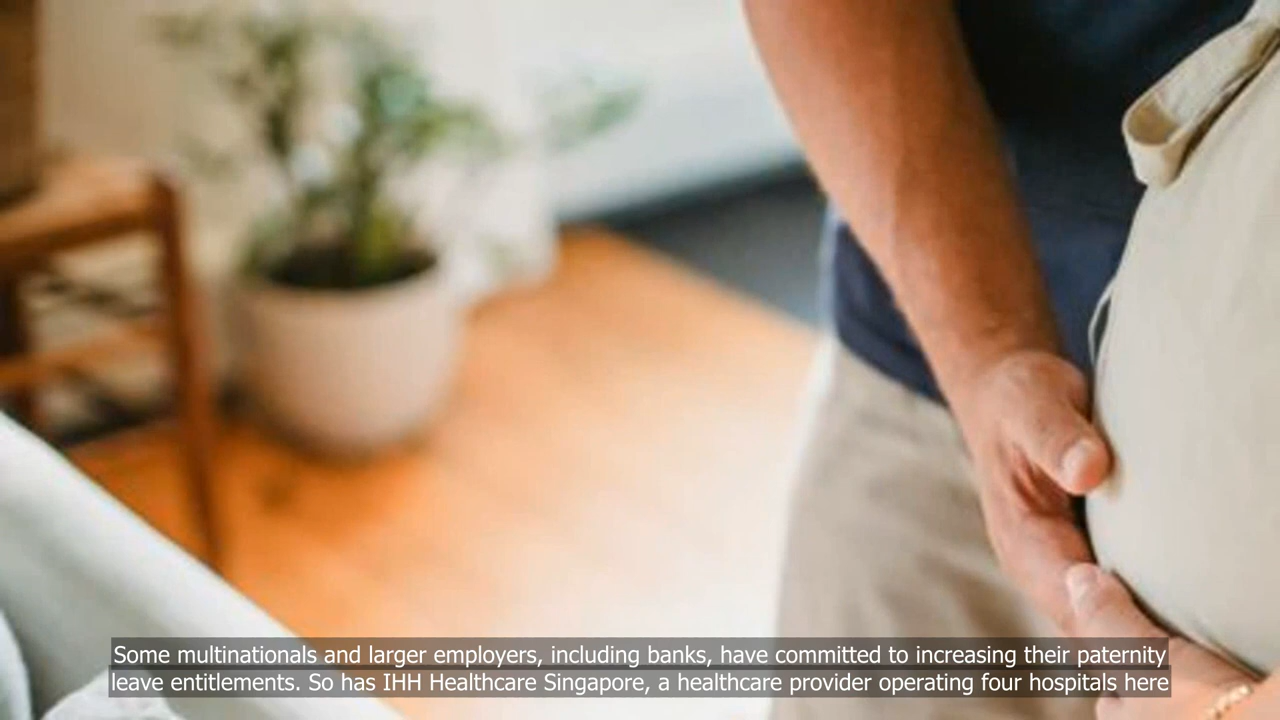 Some multinationals and larger employers, including banks, have committed to increasing their paternity
leave entitlements. So has IHH Healthcare Singapore, a healthcare provider operating four hospitals here